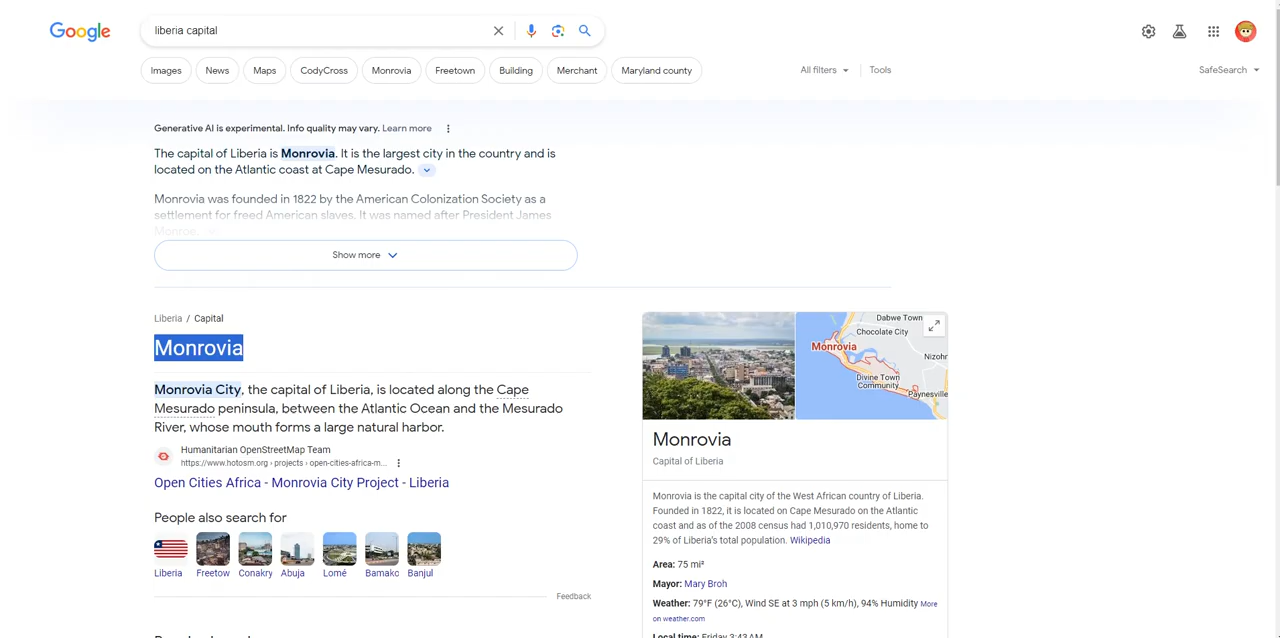 Google
liberia capital
Images
News
Maps
CodyCross
Monrovia
Freetown
Building
Merchant
Maryland county
All filters
Tools
SafeSearch
Generative AI is experimental. Info quality may vary. Learn more
The capital of Liberia is Monrovia. It is the largest city in the country and is
located on the Atlantic coast at Cape Mesurado.
Monrovia was founded in 1822 by the American Colonization Society as a
settlement for freed American slaves. It was named after President James
Monroe.
Show more
Liberia / Capital
Monrovia
Monrovia City, the capital of Liberia, is located along the Cape
Mesurado peninsula, between the Atlantic Ocean and the Mesurado
River, whose mouth forms a large natural harbor.
Humanitarian OpenStreetMap Team
https://www.hotosm.org › projects › open-cities-africa-m...
Open Cities Africa - Monrovia City Project - Liberia
People also search for
Liberia
Freetow
Conakry
Abuja
Lomé
Bamako
Banjul
Feedback
Dabwe Town
Chocolate City
Monrovia
Nizohn
Divine Town
Community
Paynesville
Monrovia
Capital of Liberia
Monrovia is the capital city of the West African country of Liberia.
Founded in 1822, it is located on Cape Mesurado on the Atlantic
coast and as of the 2008 census had 1,010,970 residents, home to
29% of Liberia's total population. Wikipedia
Area: 75 mi²
Mayor: Mary Broh
Weather: 79°F (26°C), Wind SE at 3 mph (5 km/h), 94% Humidity More
on weather.com
Local time: Friday 3:43 AM